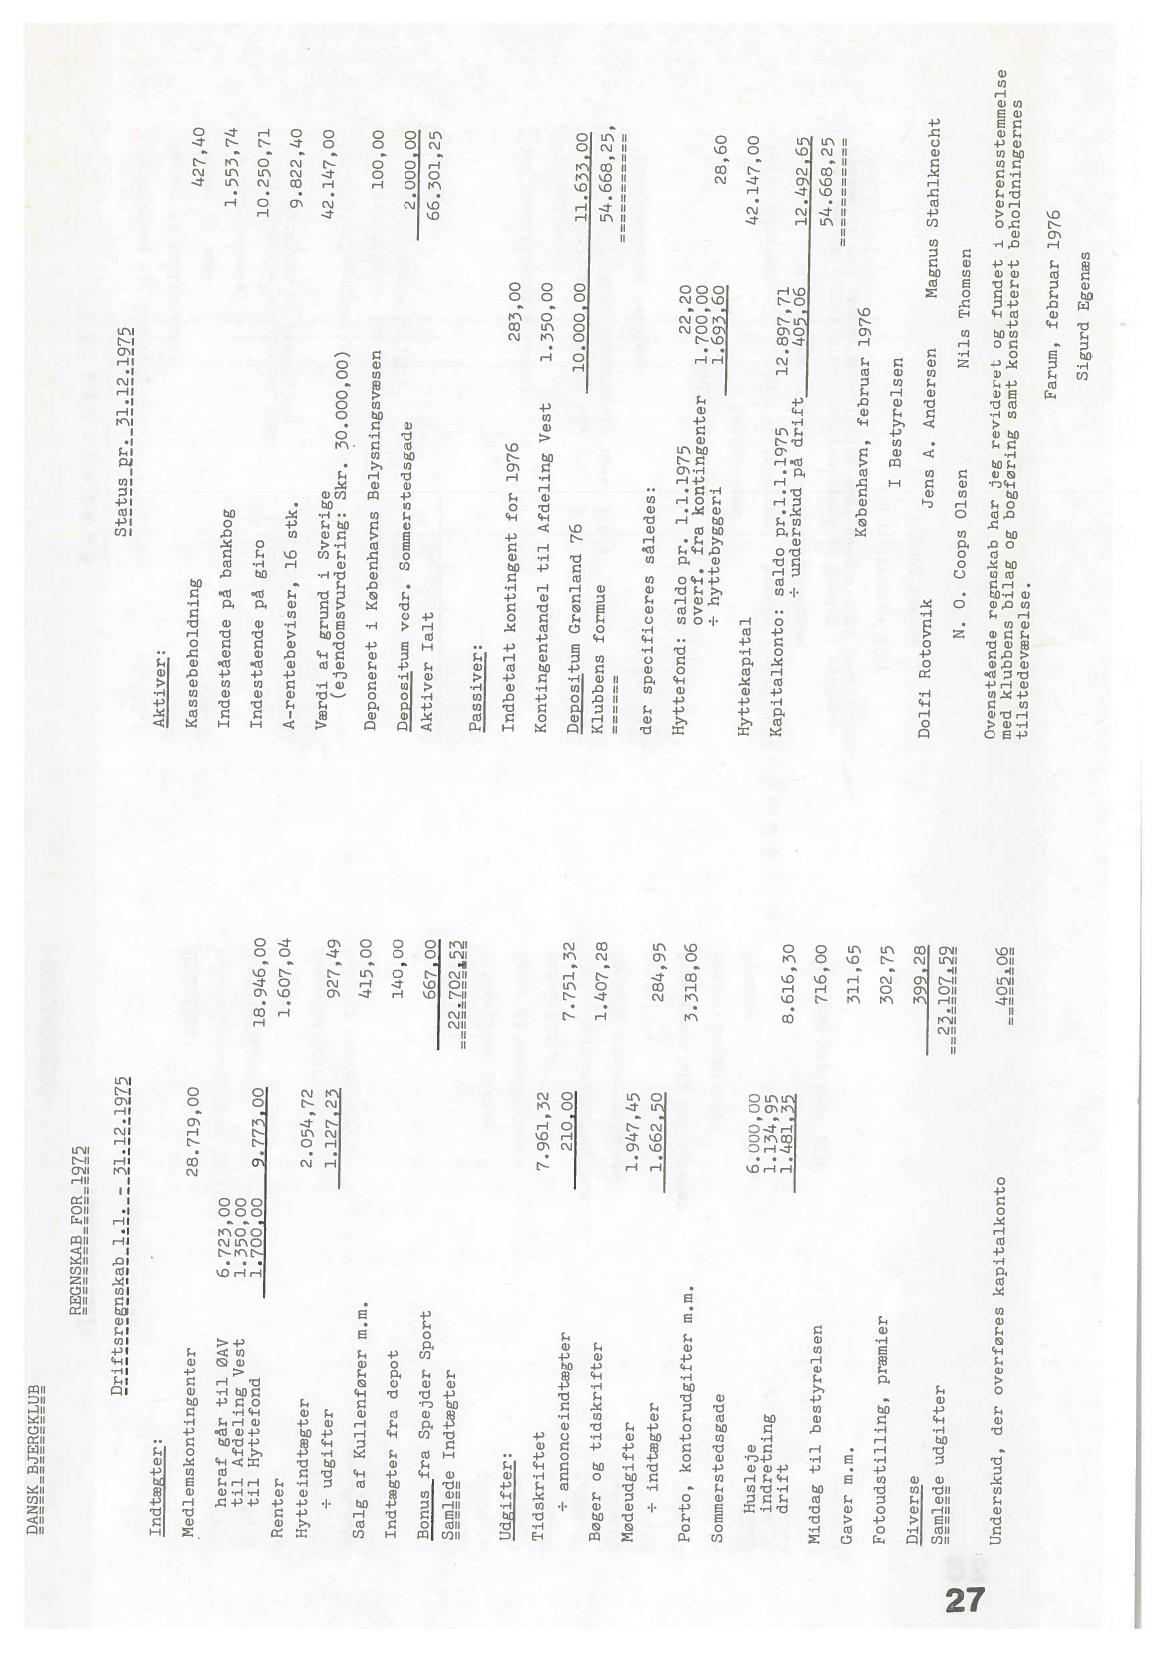 DANSK BJERGKLUB
REGNSKAB FOR 1975
Driftsregnskab 1.1. - 31.12.1975
Indtægter:
Medlemskontingenter 28.719,00
heraf går til ØAV 6.723,00
til Afdeling Vest 1.350,00
til Hyttefond 1.700,00 9.773,00 18.946,00
Renter 1.607,04
Hytteindtægter 2.054,72
÷ udgifter 1.127,23 927,49
Salg af Kullenfører m.m. 415,00
Indtægter fra depot 140,00
Bonus fra Spejder Sport 667,00
Samlede Indtægter 22.702,53
Udgifter:
Tidskriftet 7.961,32
÷ annonceindtægter 210,00 7.751,32
Bøger og tidskrifter 1.407,28
Mødeudgifter 1.947,45
÷ indtægter 1.662,50 284,95
Porto, kontorudgifter m.m. 3.318,06
Sommerstedsgade
Husleje 6.000,00
indretning 1.134,95
drift 1.481,35 8.616,30
Middag til bestyrelsen 716,00
Gaver m.m. 311,65
Fotoudstilling, præmier 302,75
Diverse 399,28
Samlede udgifter 23.107,59
Underskud, der overføres kapitalkonto 405,06
Status pr. 31.12.1975
Aktiver:
Kassebeholdning 427,40
Indestående på bankbog 1.553,74
Indestående på giro 10.250,71
A-rentebeviser, 16 stk. 9.822,40
Værdi af grund i Sverige 42.147,00
(ejendomsvurdering: Skr. 30.000,00)
Deponeret i Københavns Belysningsvæsen 100,00
Depositum vedr. Sommerstedsgade 2.000,00
Aktiver Ialt 66.301,25
Passiver:
Indbetalt kontingent for 1976 283,00
Kontingentandel til Afdeling Vest 1.350,00
Depositum Grønland 76 10.000,00 11.633,00
Klubbens formue 54.668,25,
der specificeres således:
Hyttefond: saldo pr. 1.1.1975 22,20
overf. fra kontingenter 1.700,00
÷ hyttebyggeri 1.693,60 28,60
Hyttekapital 42.147,00
Kapitalkonto: saldo pr.1.1.1975 12.897,71
÷ underskud på drift 405,06 12.492,65
54.668,25
København, februar 1976
I Bestyrelsen
Dolfi Rotovnik Jens A. Andersen Magnus Stahlknecht
N. O. Coops Olsen Nils Thomsen
Ovenstående regnskab har jeg revideret og fundet i overensstemmelse
med klubbens bilag og bogføring samt konstateret beholdningernes
tilstedeværelse.
Farum, februar 1976
Sigurd Egenæs
27